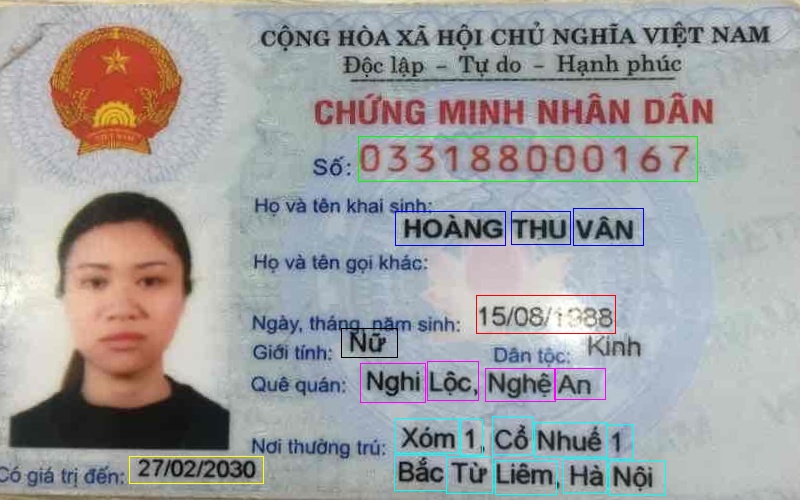 CỘNG HÒA XÃ HỘI CHỦ NGHĨA VIỆT NAM
Độc lập - Tự do - Hạnh phúc
CHỨNG MINH NHÂN DÂN
Số: 033188000167
Họ và tên khai sinh:
HOÀNG THU VÂN
Họ và tên gọi khác:
Ngày, tháng, năm sinh: 15/08/1988
Giới tính: Nữ Dân tộc: Kinh
Quê quán: Nghi Lộc, Nghệ An
Nơi thường trú: Xóm 1, Cổ Nhuế 1
Bắc Từ Liêm, Hà Nội
Có giá trị đến: 27/02/2030